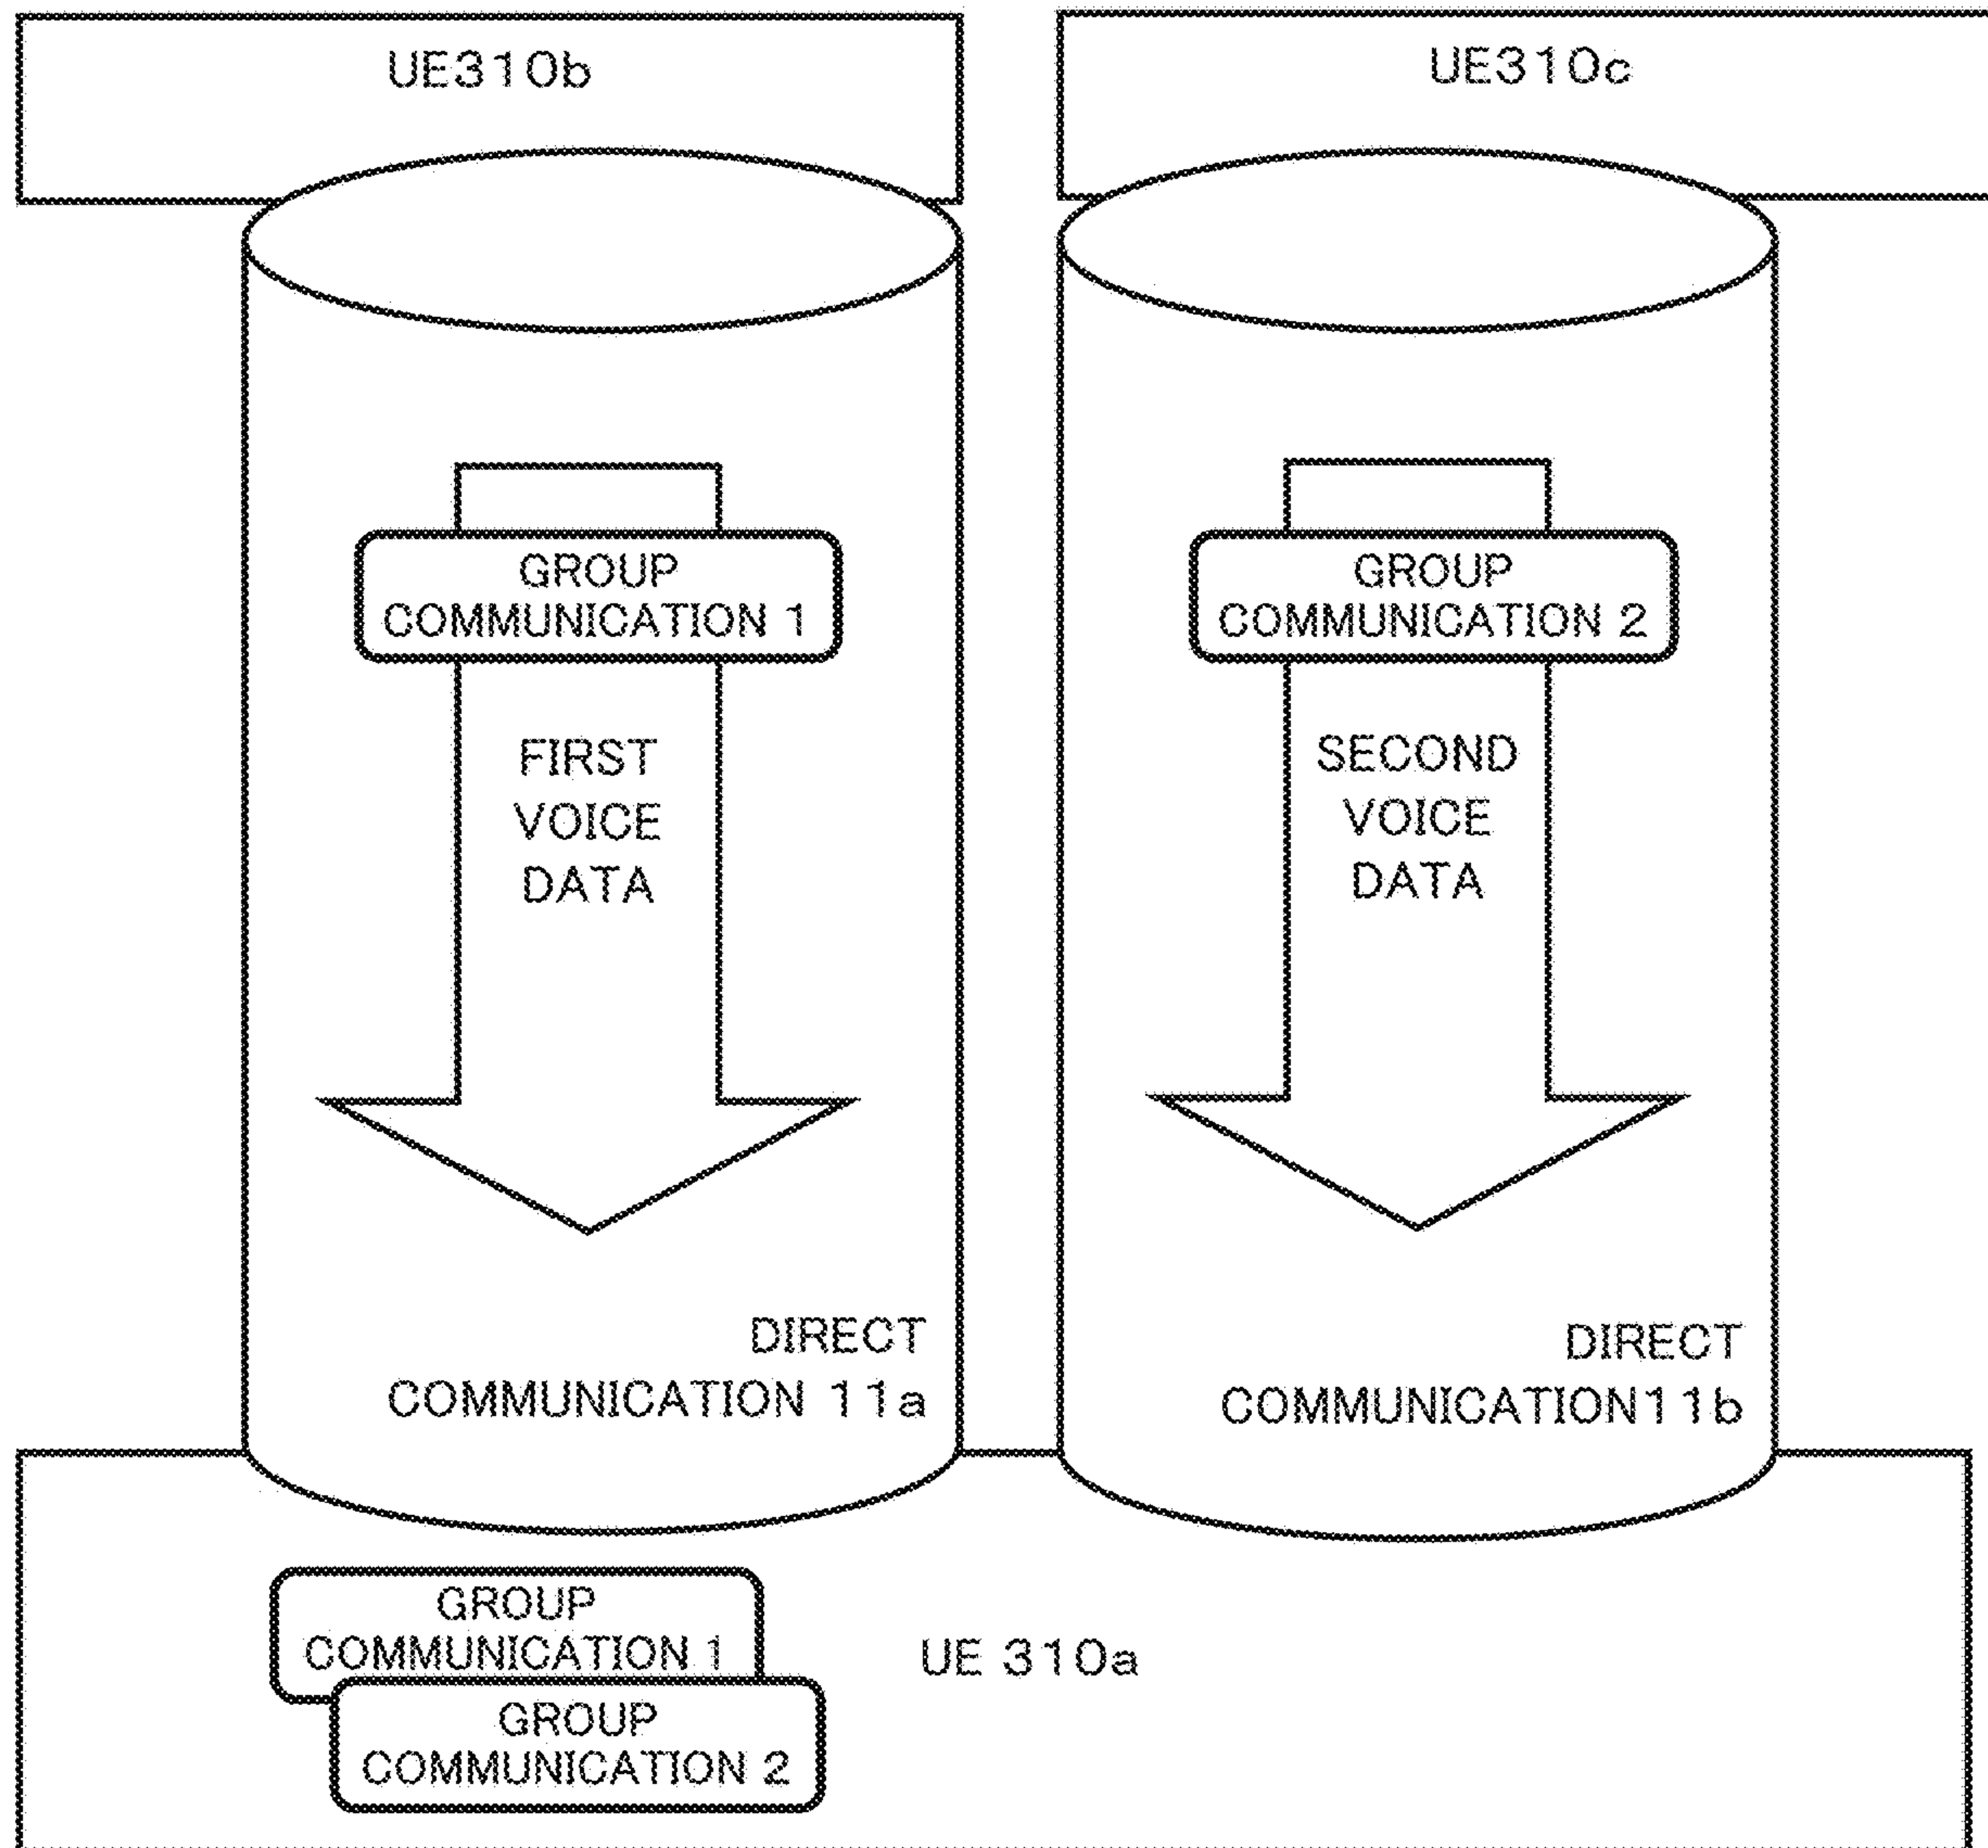 UE310b
UE310c
GROUP
COMMUNICATION 1
FIRST
VOICE
DATA
DIRECT
COMMUNICATION 11a
GROUP
COMMUNICATION 2
SECOND
VOICE
DATA
DIRECT
COMMUNICATION11b
GROUP
COMMUNICATION 1
GROUP
COMMUNICATION 2
UE 310a